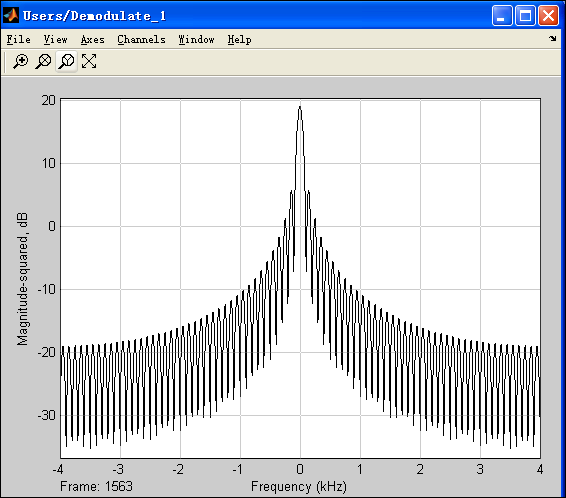 Users/Demodulate_1
File View Axes Channels Window Help
20
10
0
-10
-20
-30
Magnitude-squared, dB
-4 -3 -2 -1 0 1 2 3 4
Frame: 1563 Frequency (kHz)